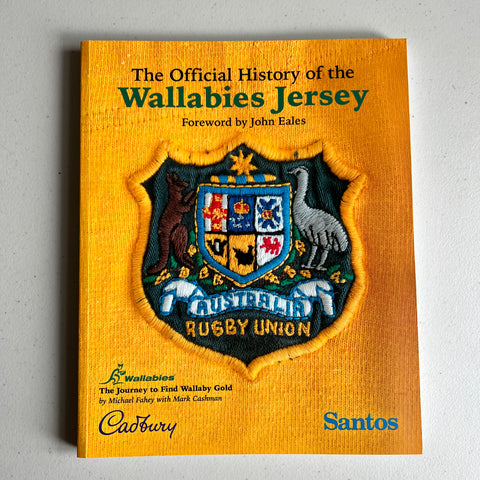 The Official History of the
Wallabies Jersey
Foreword by John Eales
AUSTRALIA
RUGBY UNION
Wallabies
The Journey to Find Wallaby Gold
by Michael Fahey with Mark Cashman
Cadbury
Santos